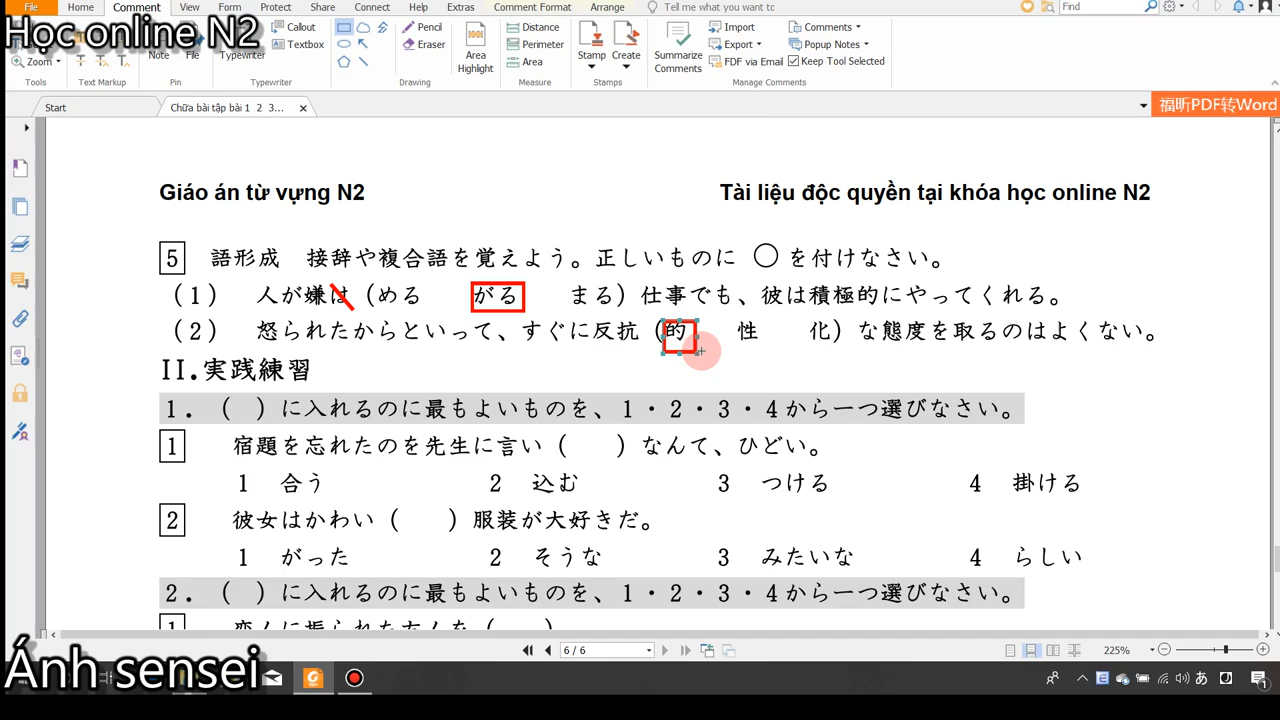 File Home Comment View Form Protect Share Connect Help Extras Comment Format Arrange Tell me what you want to Find
Học online N2
Callout Pencil Distance Import Comments
Note File Typewriter Textbox Eraser Area Highlight Perimeter Stamp Create Summarize Comments Export Popup Notes
Zoom Area FDF via Email Keep Tool Selected
Tools Text Markup Pin Typewriter Drawing Measure Stamps Manage Comments
Start Chữa bài tập bài 1 2 3... 福昕PDF转Word
Giáo án từ vựng N2 Tài liệu độc quyền tại khóa học online N2
5 語形成 接辞や複合語を覚えよう。正しいものに ○ を付けなさい。
(1) 人が嫌は(める がる まる)仕事でも、彼は積極的にやってくれる。
(2) 怒られたからといって、すぐに反抗(的 性 化)な態度を取るのはよくない。
II.実践練習
1.( )に入れるのに最もよいものを、1・2・3・4から一つ選びなさい。
1 宿題を忘れたのを先生に言い( )なんて、ひどい。
1 合う 2 込む 3 つける 4 掛ける
2 彼女はかわい( )服装が大好きだ。
1 がった 2 そうな 3 みたいな 4 らしい
2.( )に入れるのに最もよいものを、1・2・3・4から一つ選びなさい。
6 / 6 225%
Ánh sensei あ